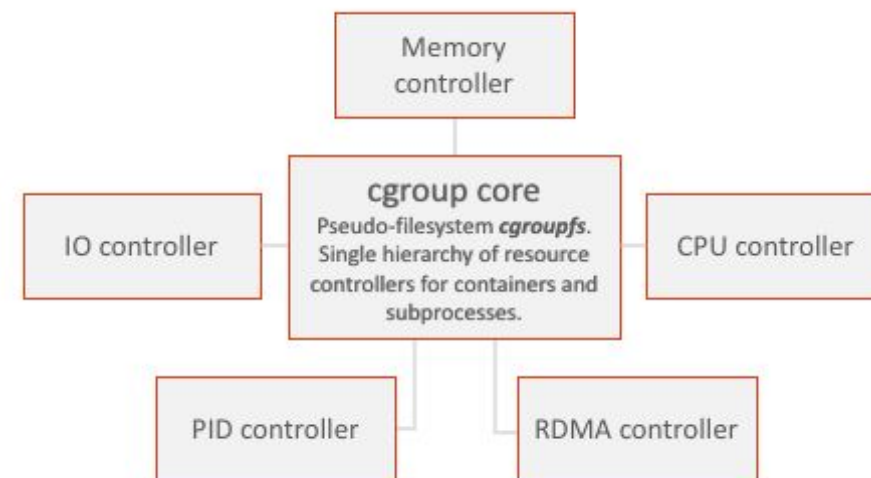 Memory
controller
cgroup core
Pseudo-filesystem cgroupfs.
Single hierarchy of resource
controllers for containers and
subprocesses.
IO controller
CPU controller
PID controller
RDMA controller